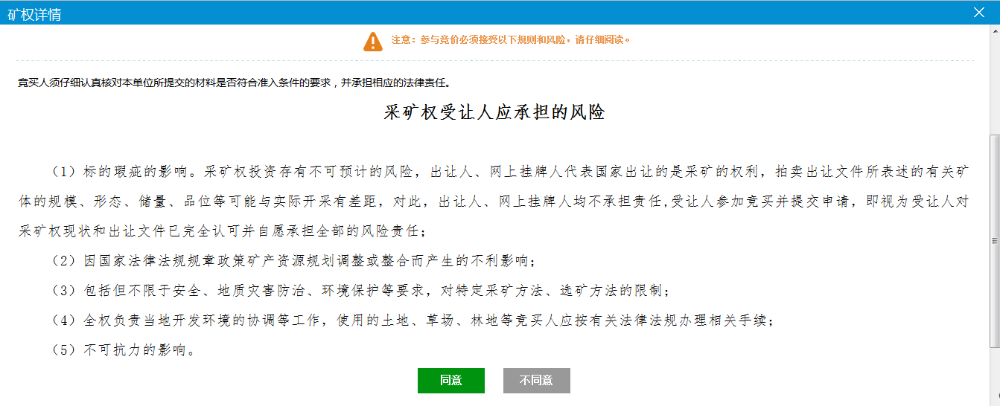 矿权详情
注意：参与竞价必须接受以下规则和风险，请仔细阅读。
竞买人须仔细认真核对本单位所提交的材料是否符合准入条件的要求，并承担相应的法律责任。
采矿权受让人应承担的风险
（1）标的瑕疵的影响。采矿权投资存有不可预计的风险，出让人、网上挂牌人代表国家出让的是采矿的权利，拍卖出让文件所表述的有关矿
体的规模、形态、储量、品位等可能与实际开采有差距，对此，出让人、网上挂牌人均不承担责任,受让人参加竞买并提交申请，即视为受让人对
采矿权现状和出让文件已完全认可并自愿承担全部的风险责任；
（2）因国家法律法规规章政策矿产资源规划调整或整合而产生的不利影响；
（3）包括但不限于安全、地质灾害防治、环境保护等要求，对特定采矿方法、选矿方法的限制；
（4）全权负责当地开发环境的协调等工作，使用的土地、草场、林地等竞买人应按有关法律法规办理相关手续；
（5）不可抗力的影响。
同意 不同意